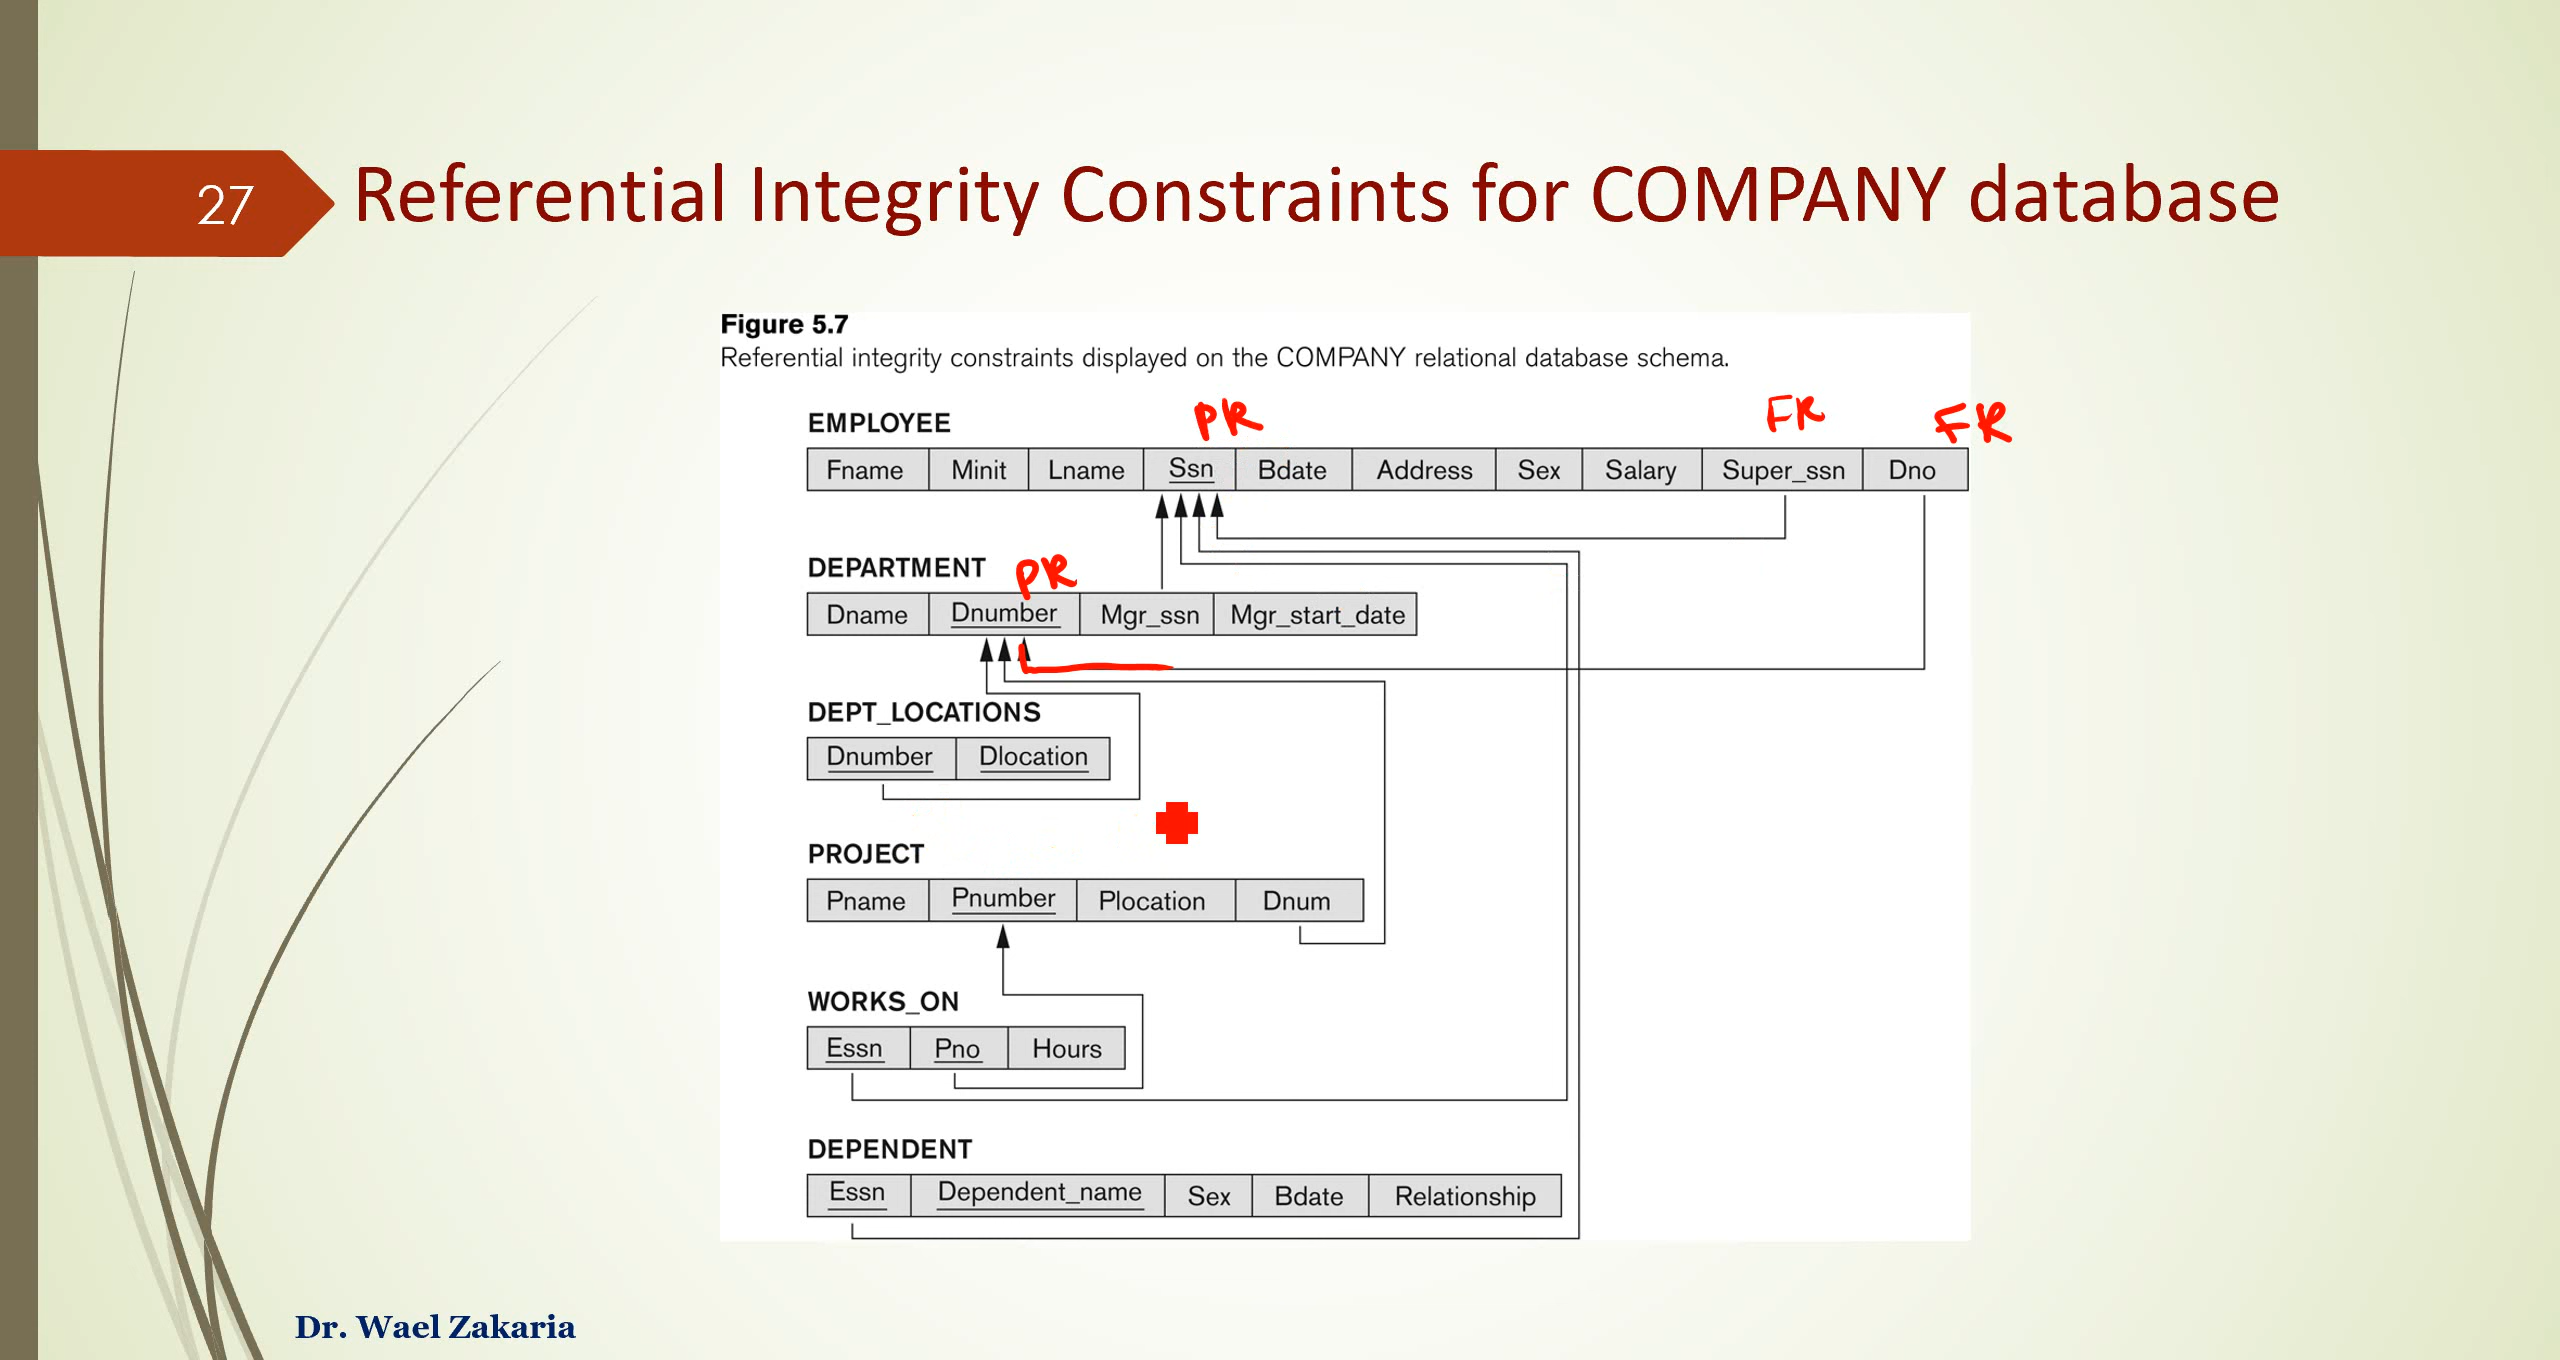 27
Referential Integrity Constraints for COMPANY database
Figure 5.7
Referential integrity constraints displayed on the COMPANY relational database schema.
EMPLOYEE PK FK FK
Fname Minit Lname Ssn Bdate Address Sex Salary Super_ssn Dno
DEPARTMENT PK
Dname Dnumber Mgr_ssn Mgr_start_date
DEPT_LOCATIONS
Dnumber Dlocation
PROJECT
Pname Pnumber Plocation Dnum
WORKS_ON
Essn Pno Hours
DEPENDENT
Essn Dependent_name Sex Bdate Relationship
Dr. Wael Zakaria